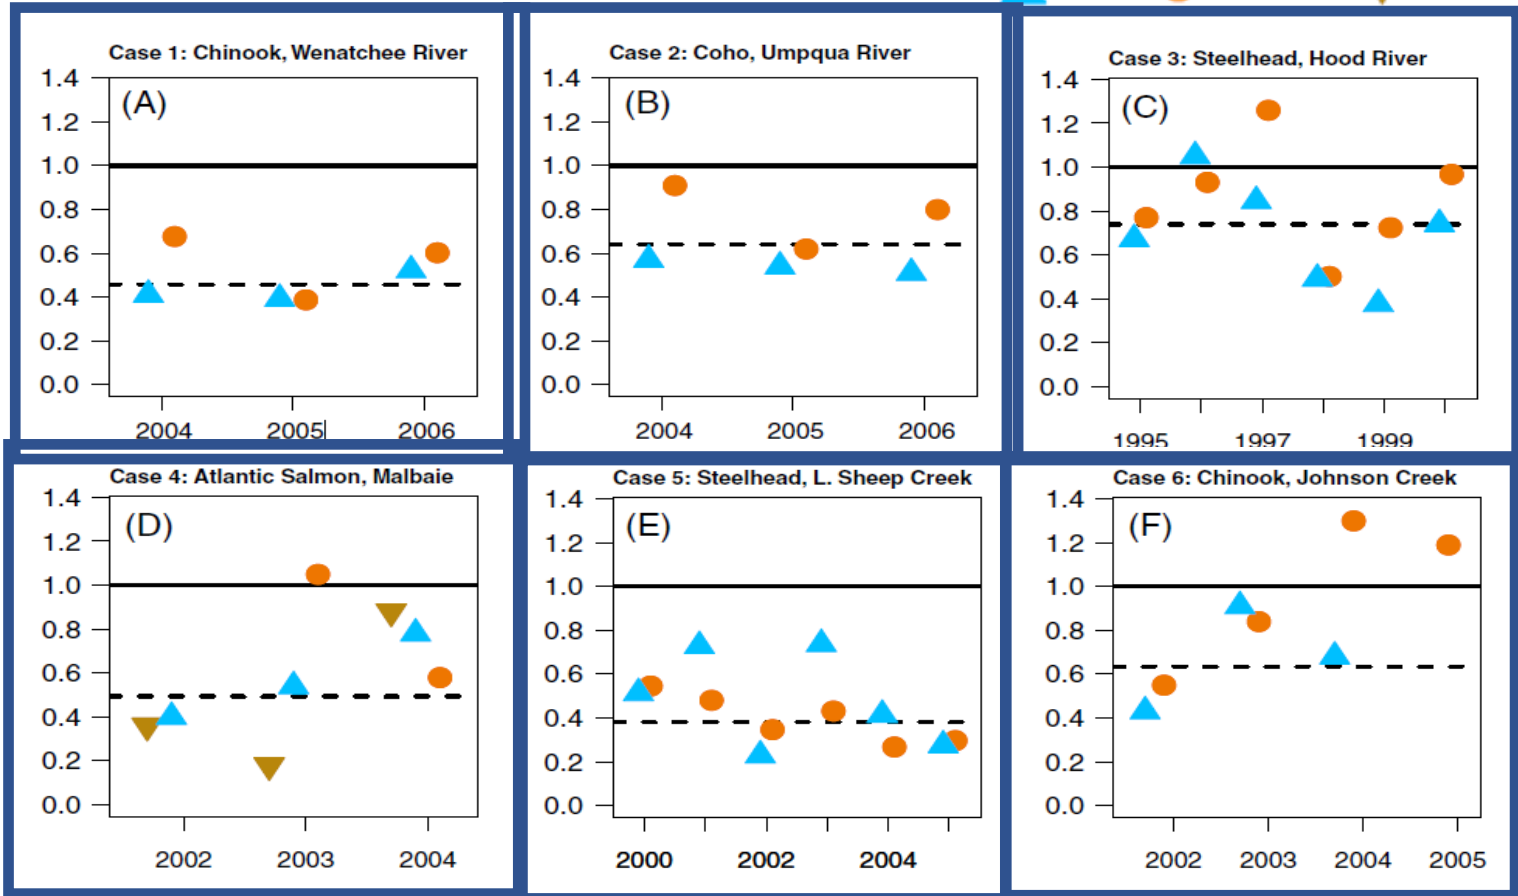 Case 1: Chinook, Wenatchee River
(A)
1.4
1.2
1.0
0.8
0.6
0.4
0.2
0.0
2004 2005 2006
Case 2: Coho, Umpqua River
(B)
1.4
1.2
1.0
0.8
0.6
0.4
0.2
0.0
2004 2005 2006
Case 3: Steelhead, Hood River
(C)
1.4
1.2
1.0
0.8
0.6
0.4
0.2
0.0
1995 1997 1999
Case 4: Atlantic Salmon, Malbaie
(D)
1.4
1.2
1.0
0.8
0.6
0.4
0.2
0.0
2002 2003 2004
Case 5: Steelhead, L. Sheep Creek
(E)
1.4
1.2
1.0
0.8
0.6
0.4
0.2
0.0
2000 2002 2004
Case 6: Chinook, Johnson Creek
(F)
1.4
1.2
1.0
0.8
0.6
0.4
0.2
0.0
2002 2003 2004 2005